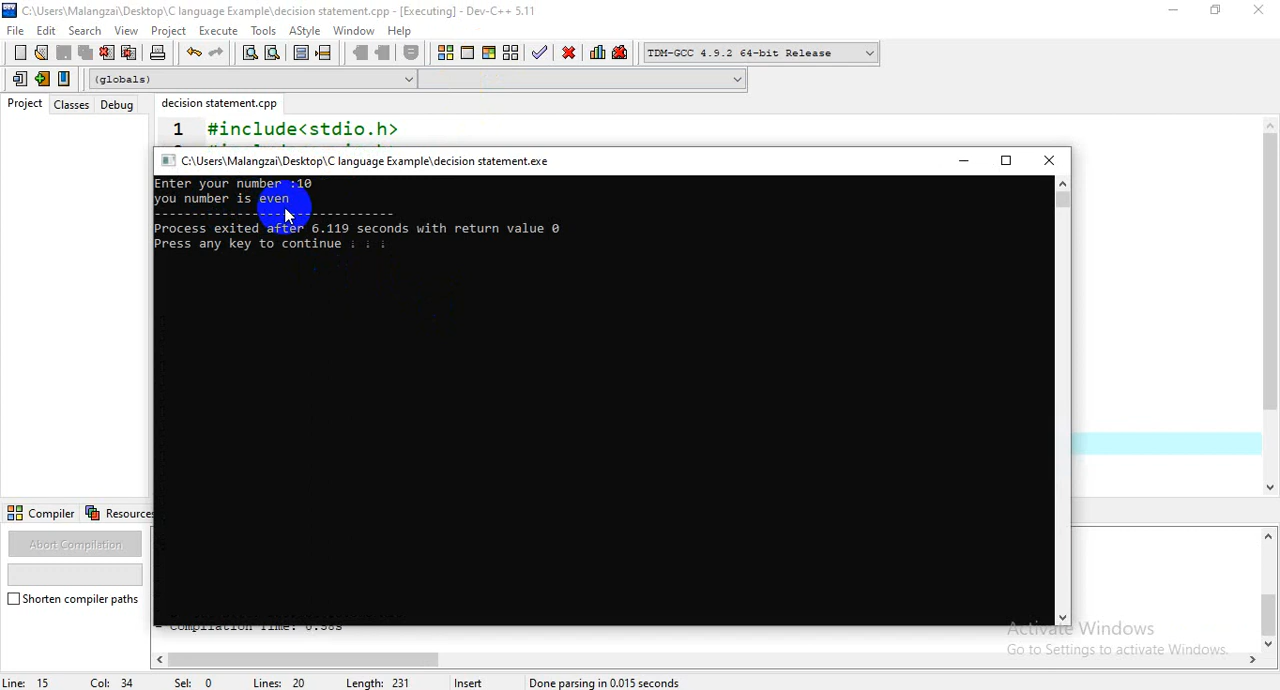 C:\Users\Malangzai\Desktop\C language Example\decision statement.cpp - [Executing] - Dev-C++ 5.11
File Edit Search View Project Execute Tools AStyle Window Help
TDM-GCC 4.9.2 64-bit Release
(globals)
Project Classes Debug decision statement.cpp
1 #include<stdio.h>
C:\Users\Malangzai\Desktop\C language Example\decision statement.exe
Enter your number :10
you number is even
--------------------------------
Process exited after 6.119 seconds with return value 0
Press any key to continue . . .
Compiler Resources
Abort Compilation
Shorten compiler paths
- Compilation Time: 0.58s
Activate Windows
Go to Settings to activate Windows.
Line: 15 Col: 34 Sel: 0 Lines: 20 Length: 231 Insert Done parsing in 0.015 seconds